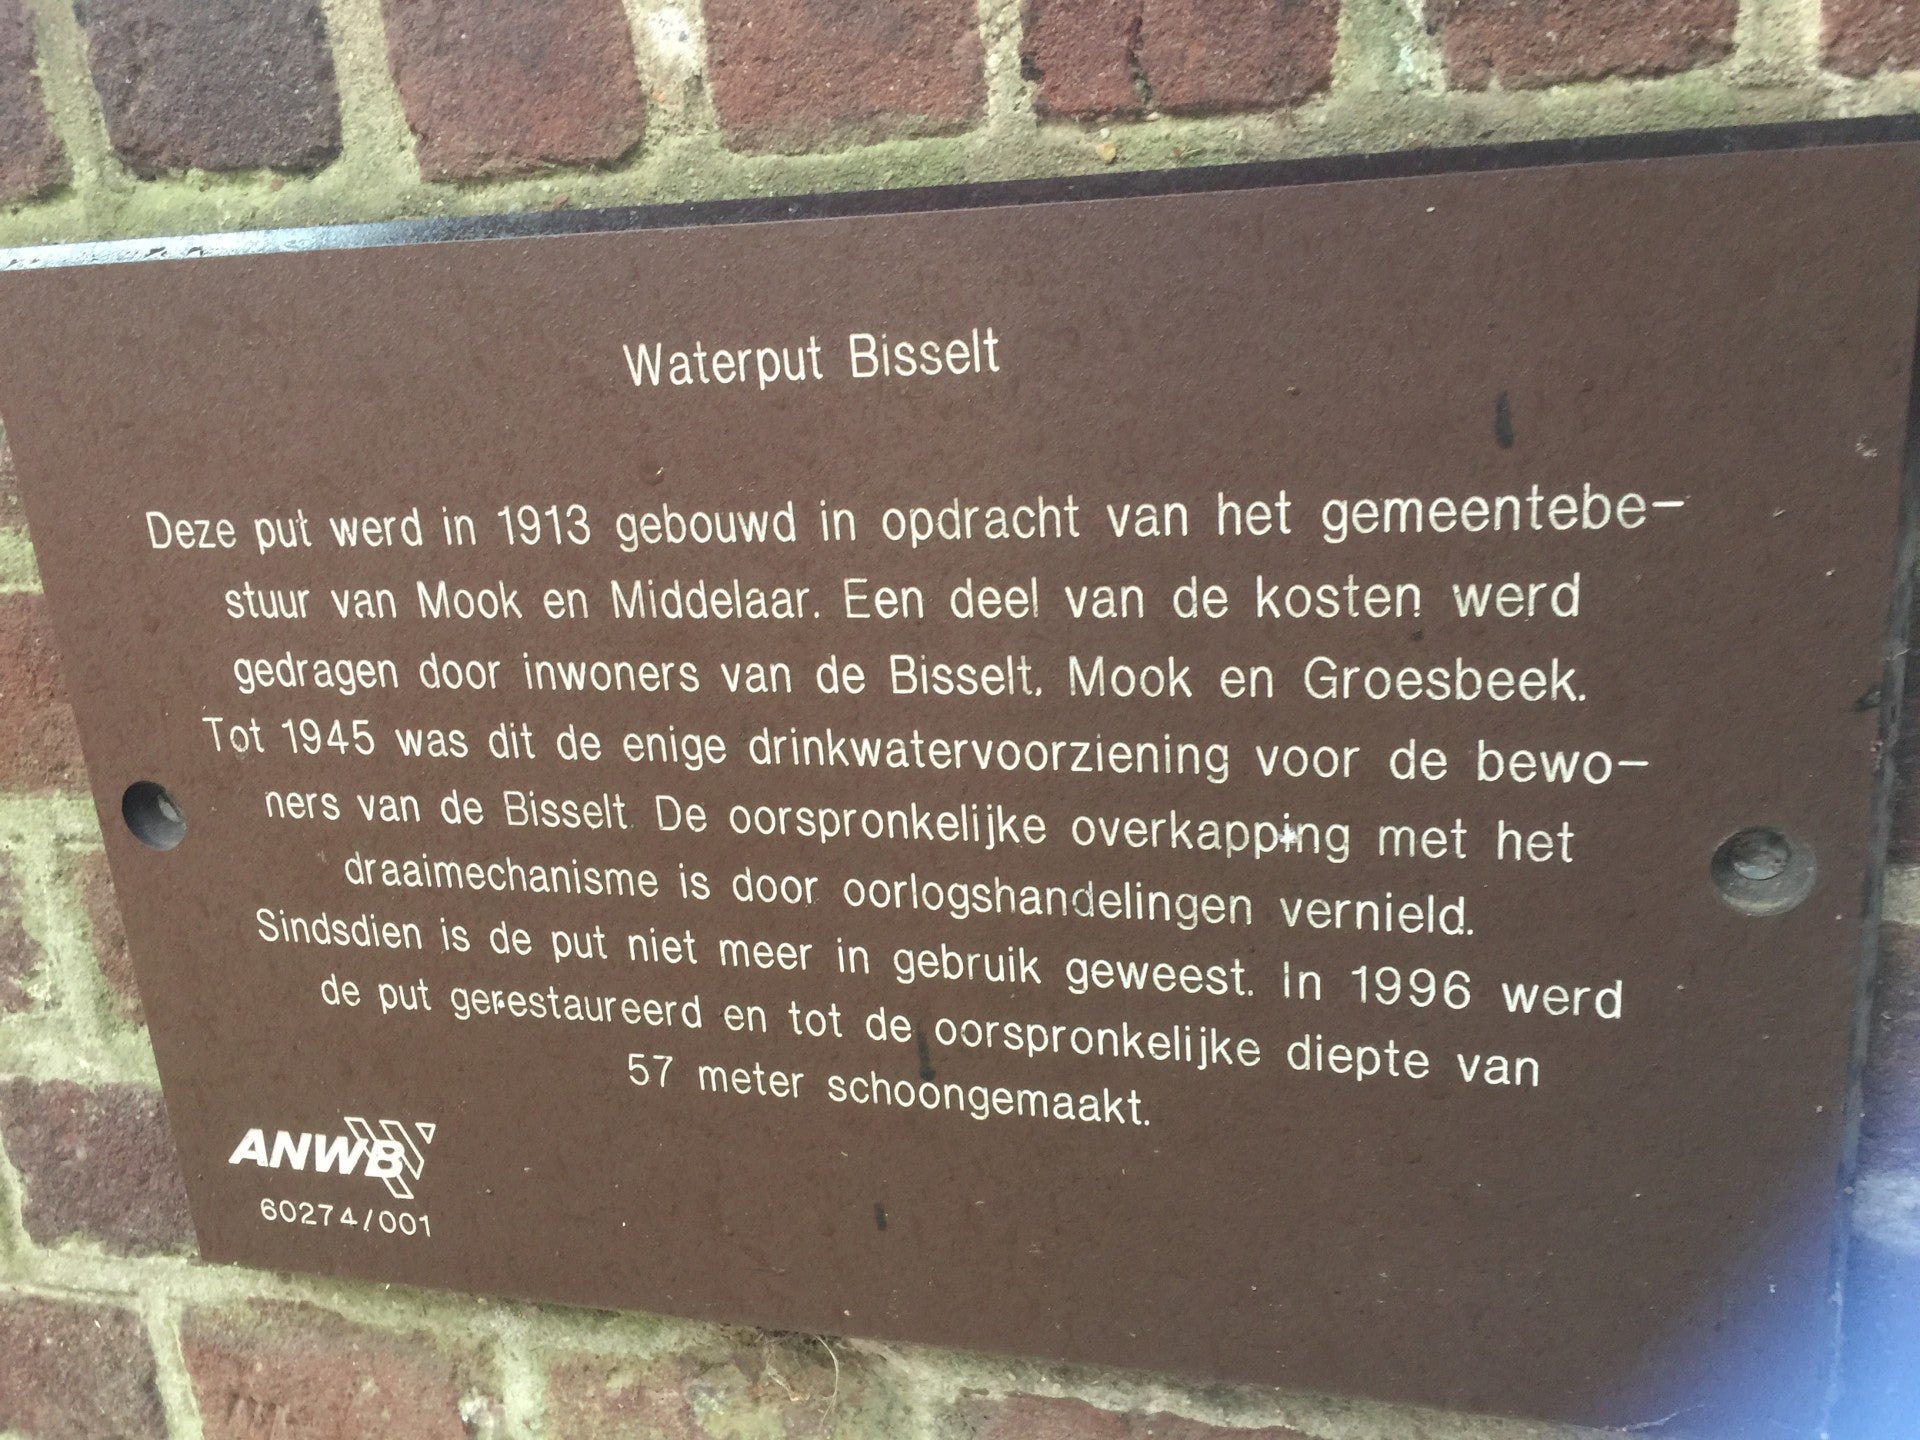 Waterput Bisselt
Deze put werd in 1913 gebouwd in opdracht van het gemeentebe-
stuur van Mook en Middelaar. Een deel van de kosten werd
gedragen door inwoners van de Bisselt, Mook en Groesbeek.
Tot 1945 was dit de enige drinkwatervoorziening voor de bewo-
ners van de Bisselt. De oorspronkelijke overkapping met het
draaimechanisme is door oorlogshandelingen vernield.
Sindsdien is de put niet meer in gebruik geweest. In 1996 werd
de put gerestaureerd en tot de oorspronkelijke diepte van
57 meter schoongemaakt.
ANWB
60274/001